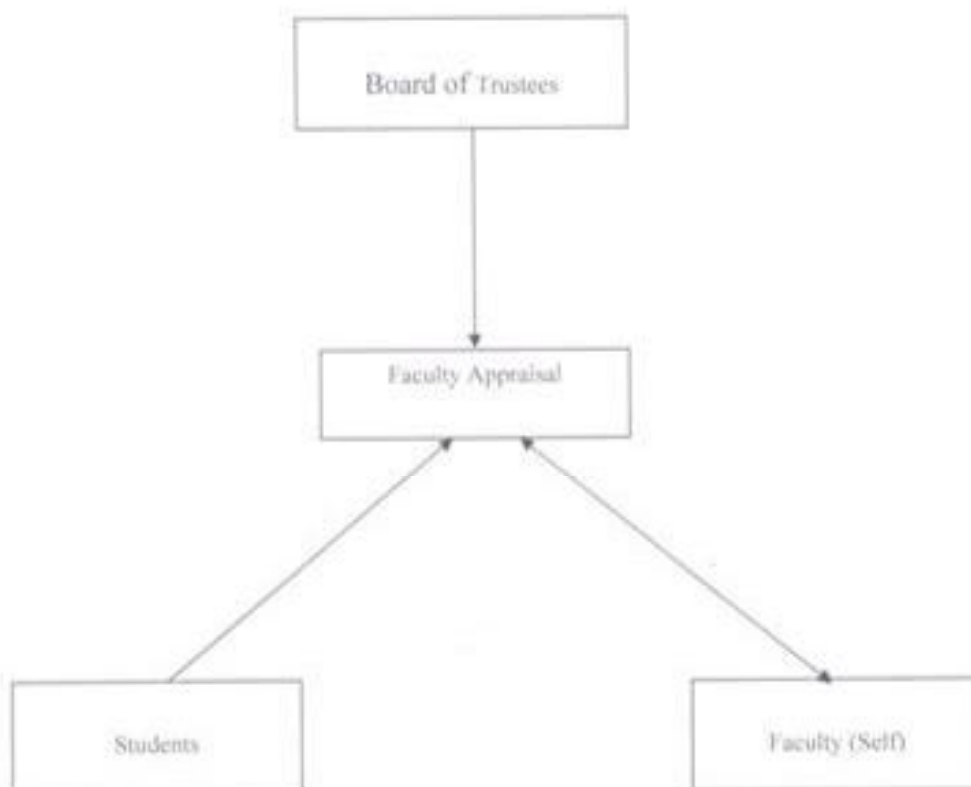 Board of Trustees
Faculty Appraisal
Students
Faculty (Self)